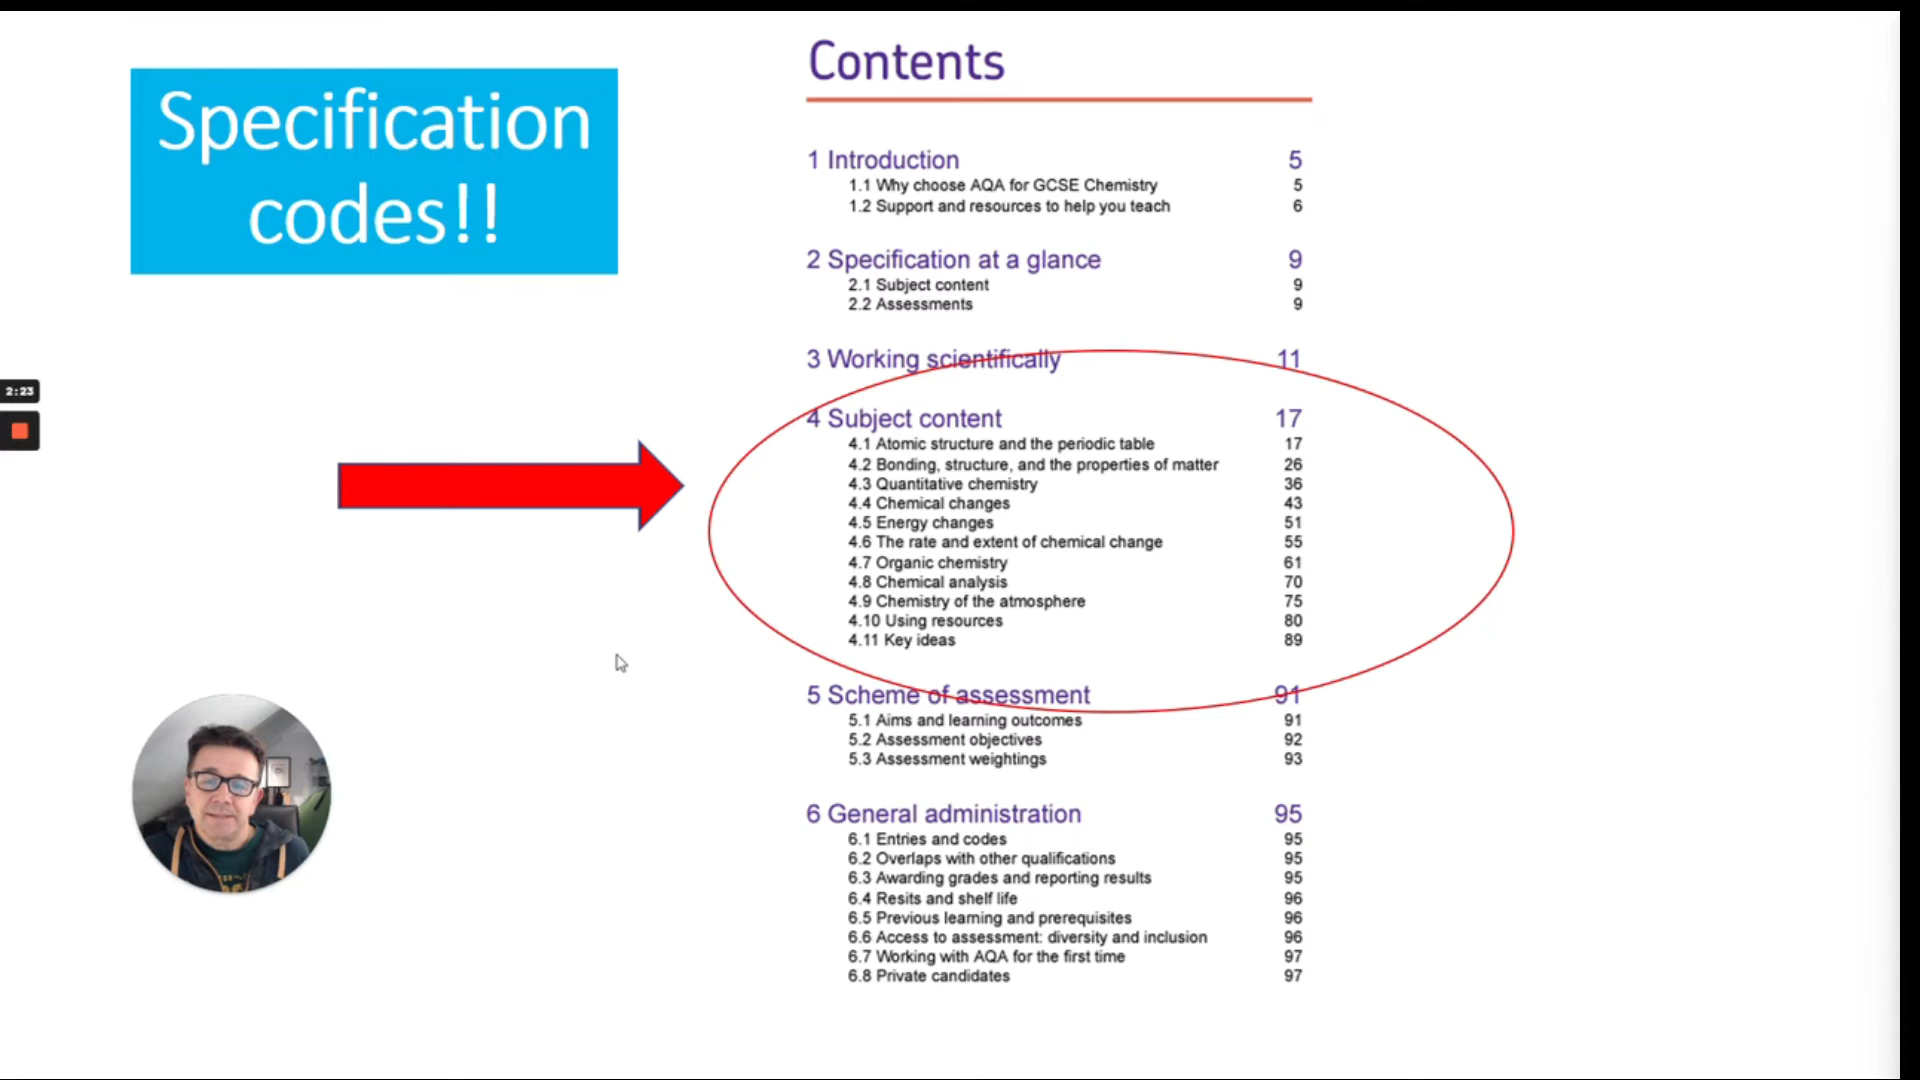 Specification
codes!!
2:23
Contents
1 Introduction 5
1.1 Why choose AQA for GCSE Chemistry 5
1.2 Support and resources to help you teach 6
2 Specification at a glance 9
2.1 Subject content 9
2.2 Assessments 9
3 Working scientifically 11
4 Subject content 17
4.1 Atomic structure and the periodic table 17
4.2 Bonding, structure, and the properties of matter 26
4.3 Quantitative chemistry 36
4.4 Chemical changes 43
4.5 Energy changes 51
4.6 The rate and extent of chemical change 55
4.7 Organic chemistry 61
4.8 Chemical analysis 70
4.9 Chemistry of the atmosphere 75
4.10 Using resources 80
4.11 Key ideas 89
5 Scheme of assessment 91
5.1 Aims and learning outcomes 91
5.2 Assessment objectives 92
5.3 Assessment weightings 93
6 General administration 95
6.1 Entries and codes 95
6.2 Overlaps with other qualifications 95
6.3 Awarding grades and reporting results 95
6.4 Resits and shelf life 96
6.5 Previous learning and prerequisites 96
6.6 Access to assessment: diversity and inclusion 96
6.7 Working with AQA for the first time 97
6.8 Private candidates 97